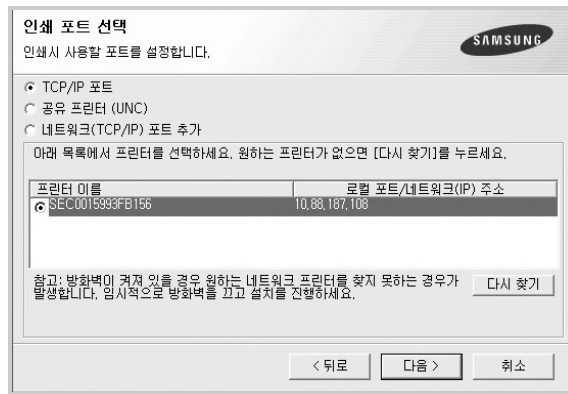 인쇄 포트 선택
인쇄시 사용할 포트를 설정합니다.
SAMSUNG
TCP/IP 포트
공유 프린터 (UNC)
네트워크(TCP/IP) 포트 추가
아래 목록에서 프린터를 선택하세요. 원하는 프린터가 없으면 [다시 찾기]를 누르세요.
프린터 이름 로컬 포트/네트워크(IP) 주소
SEC0015993FB156 10,88,187,108
참고: 방화벽이 켜져 있을 경우 원하는 네트워크 프린터를 찾지 못하는 경우가
발생합니다. 임시적으로 방화벽을 끄고 설치를 진행하세요.
다시 찾기
< 뒤로 다음 > 취소